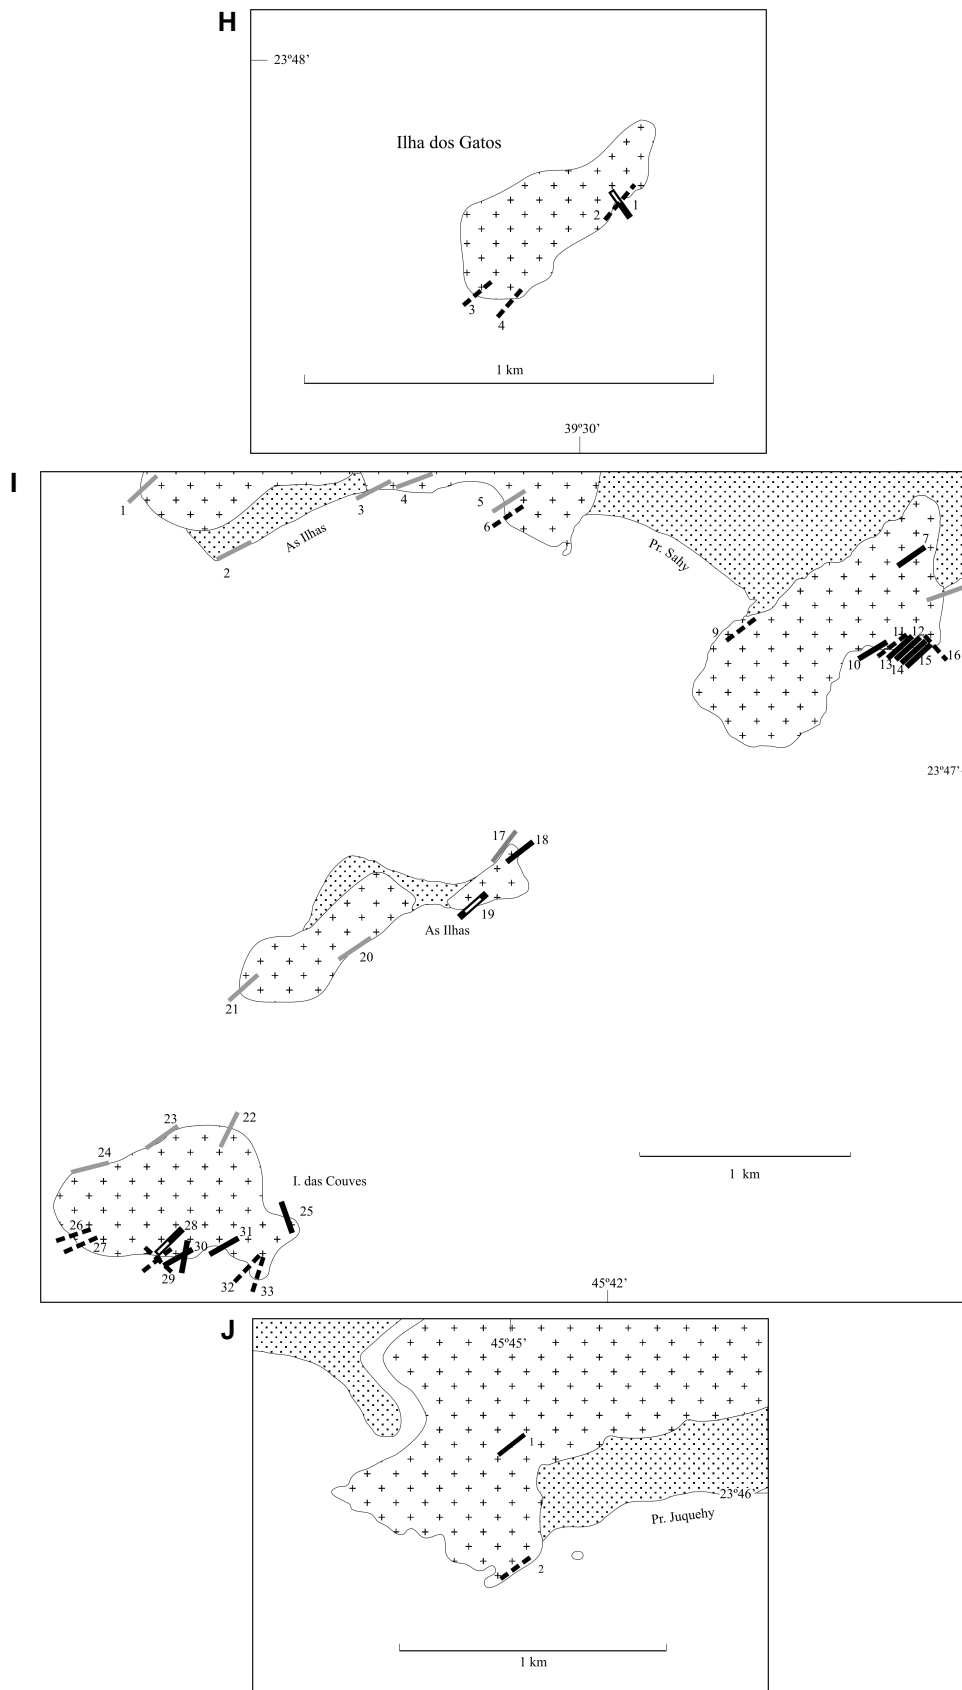 H
23º48’
Ilha dos Gatos
1
2
3
4
1 km
39º30’
I
1
2
As Ilhas
3
4
5
6
Pr. Sahy
7
9
10
11
12
13
14
15
16
23º47’
17
18
19
As Ilhas
20
21
22
23
24
I. das Couves
25
26
27
28
29
30
31
32
33
1 km
45º42’
J
45º45’
1
23º46’
Pr. Juquehy
2
1 km